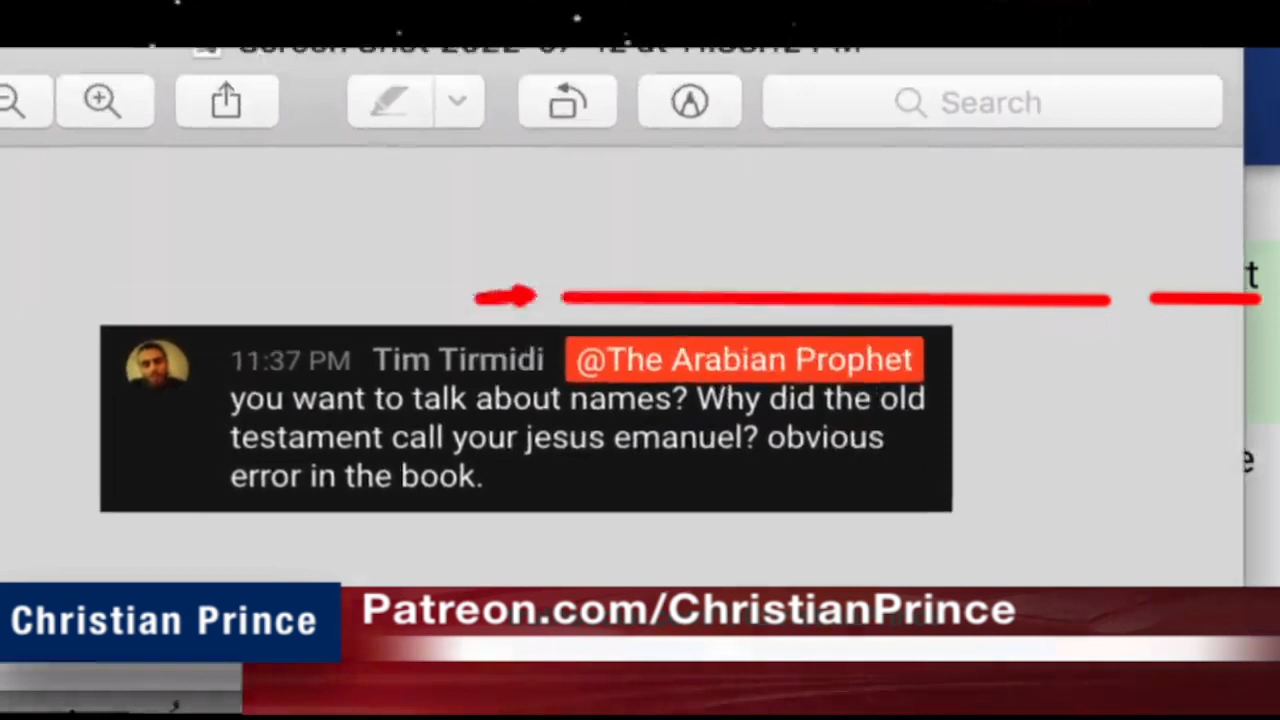 Search
t
11:37 PM Tim Tirmidi @The Arabian Prophet
you want to talk about names? Why did the old
testament call your jesus emanuel? obvious
error in the book.
e
Christian Prince
Patreon.com/ChristianPrince